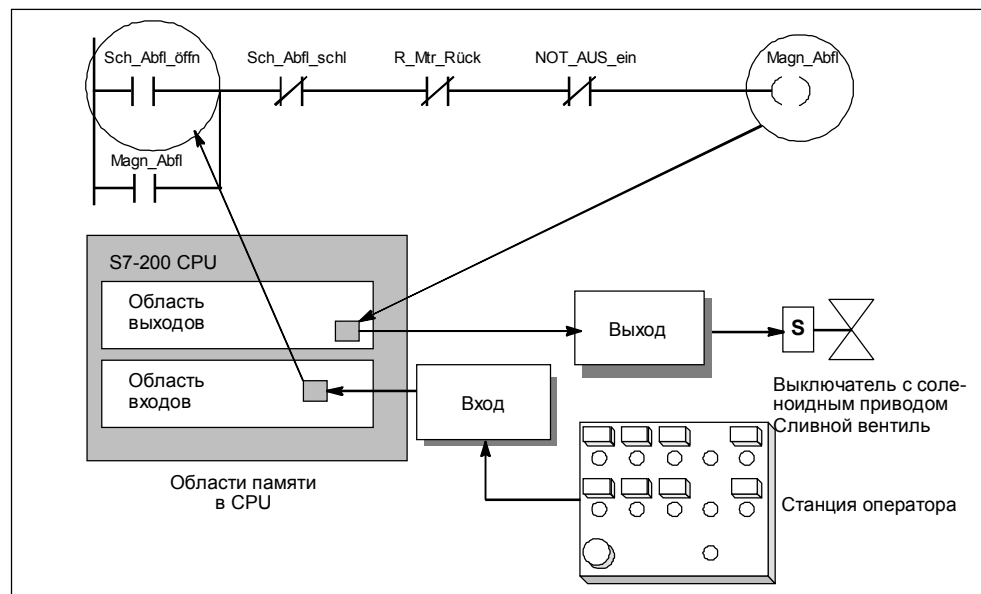 Sch_Abfl_öffn Sch_Abfl_schl R_Mtr_Rück NOT_AUS_ein Magn_Abfl
Magn_Abfl
S7-200 CPU
Область
выходов
Выход
S
Область
входов
Вход
Выключатель с соле-
ноидным приводом
Сливной вентиль
Области памяти
в CPU
Станция оператора